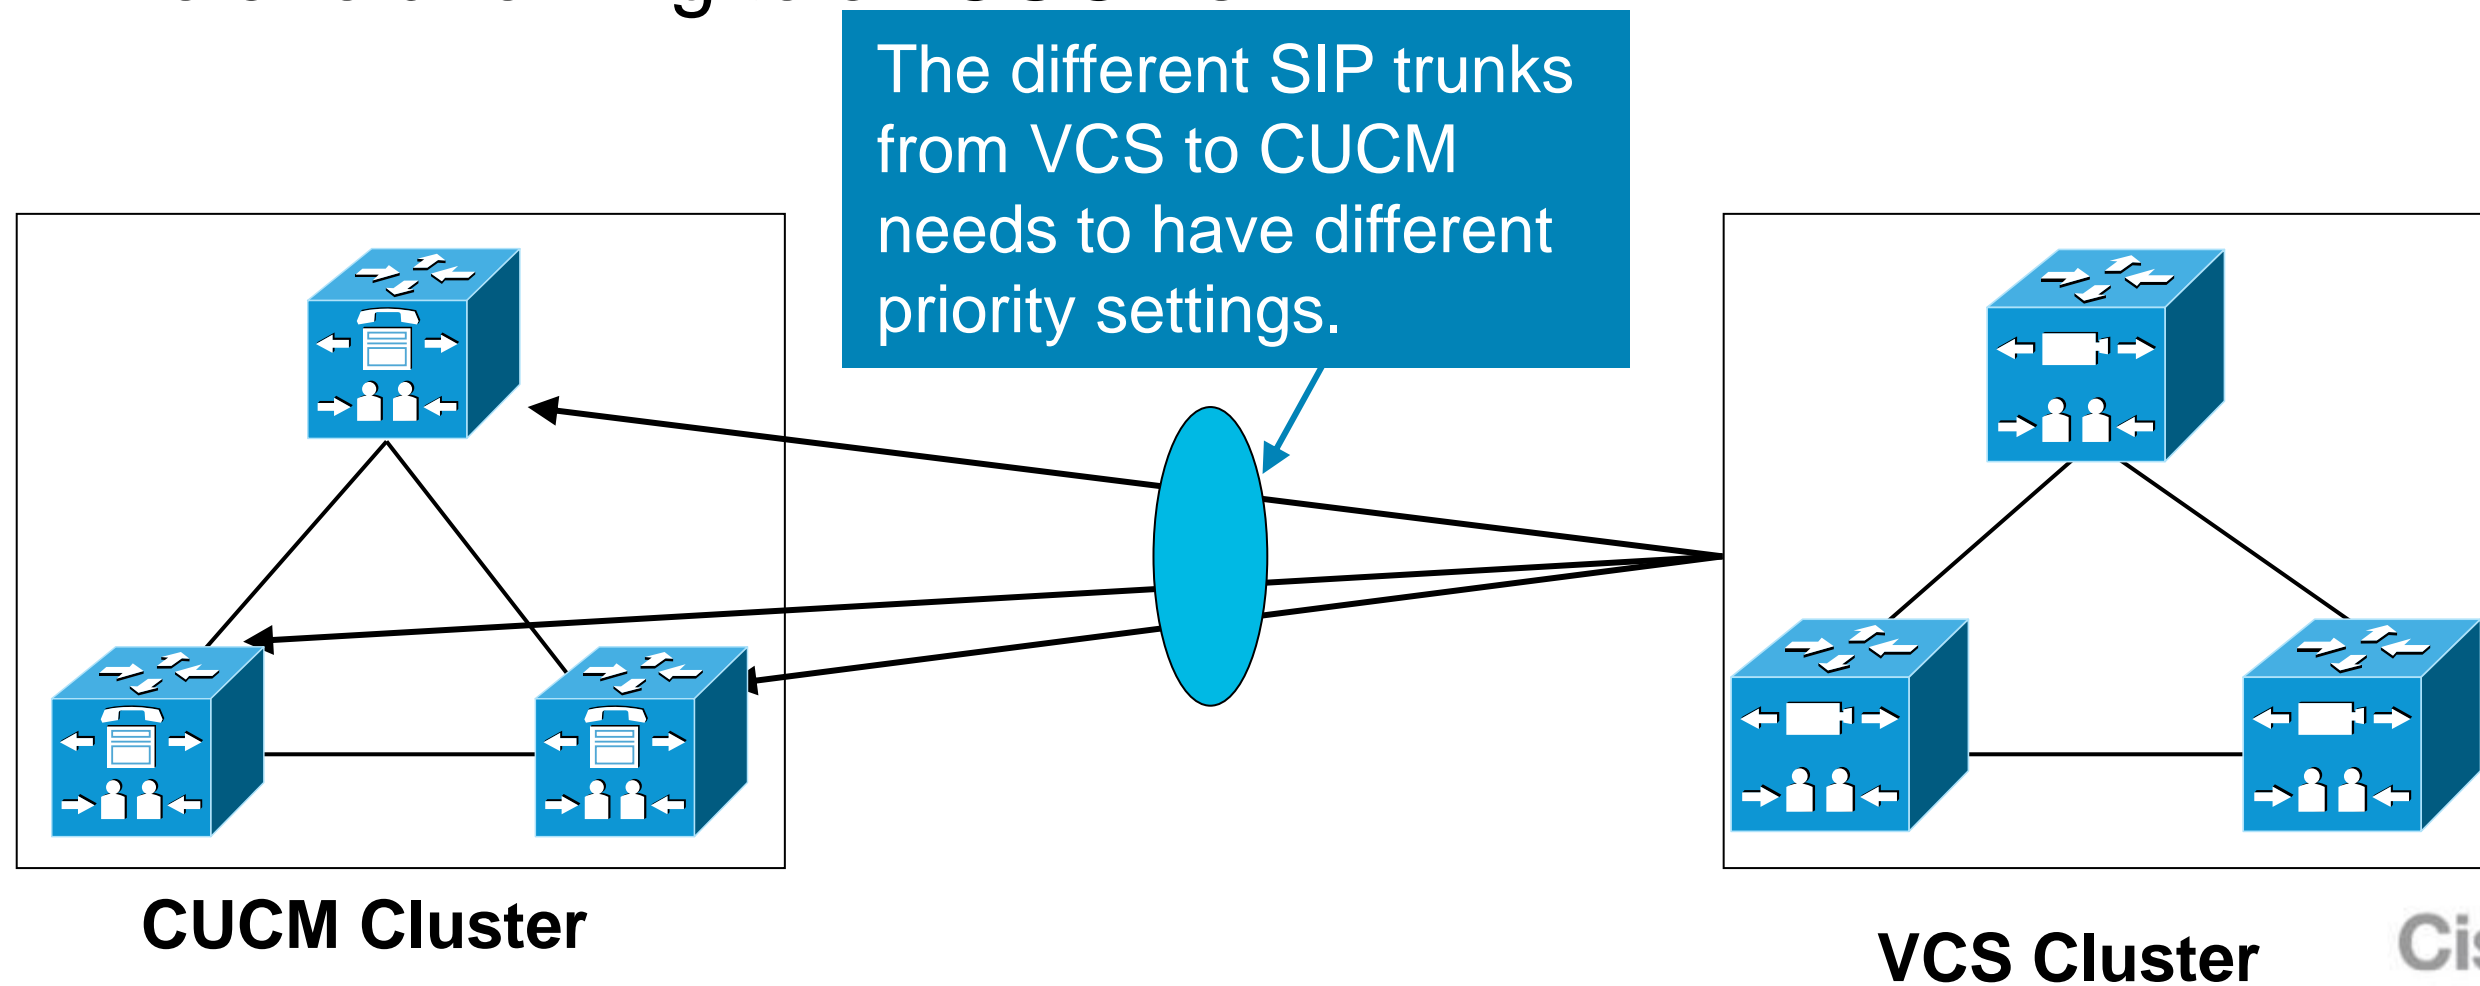 The different SIP trunks
from VCS to CUCM
needs to have different
priority settings.
CUCM Cluster
VCS Cluster